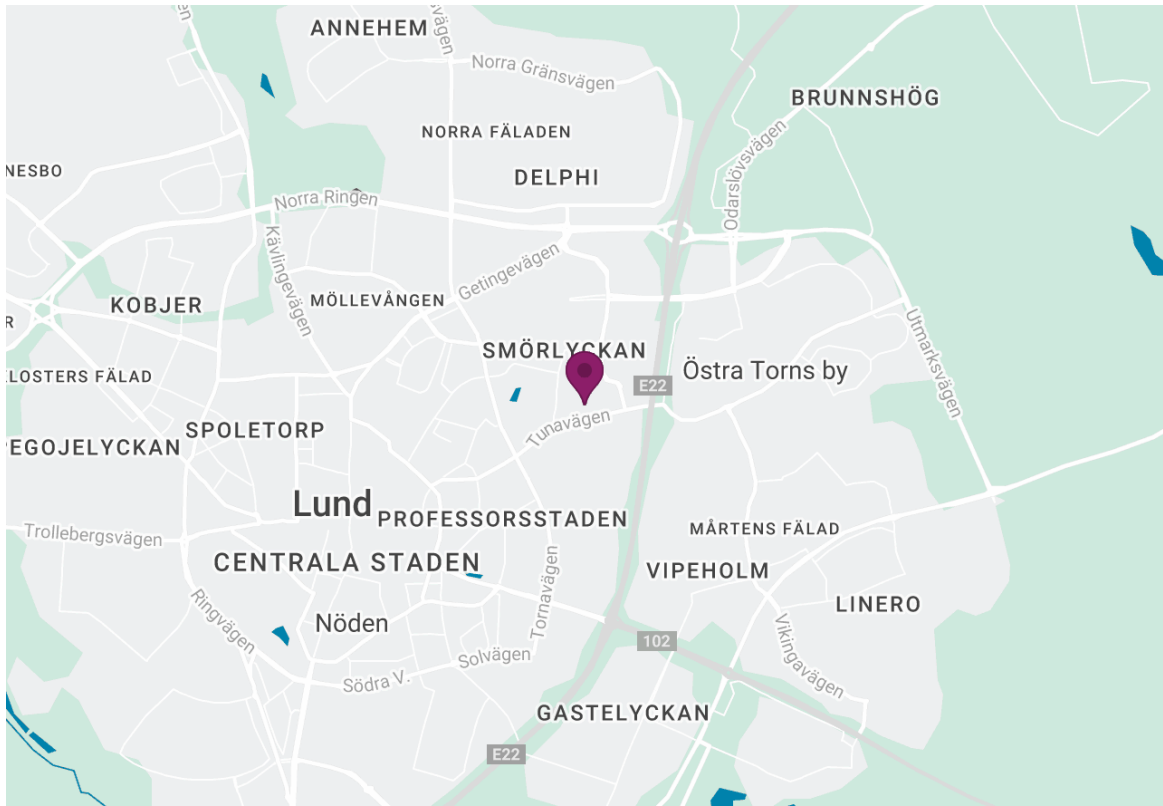 ANNEHEM
Norra Gränsvägen
BRUNNSHÖG
NORRA FÄLADEN
NESBO
DELPHI
Odarslövsvägen
Norra Ringen
Kävlingevägen
Getingevägen
KOBJER
MÖLLEVÅNGEN
Utmarksvägen
SMÖRLYCKAN
Östra Torns by
E22
KLOSTERS FÄLAD
Tunavägen
SPOLETORP
PEGOJELYCKAN
Lund
PROFESSORSSTADEN
Trollebergsvägen
MÅRTENS FÄLAD
CENTRALA STADEN
VIPEHOLM
Tornavägen
LINERO
Ringvägen
Nöden
102
Vikingavägen
Solvägen
Södra V.
GASTELYCKAN
E22